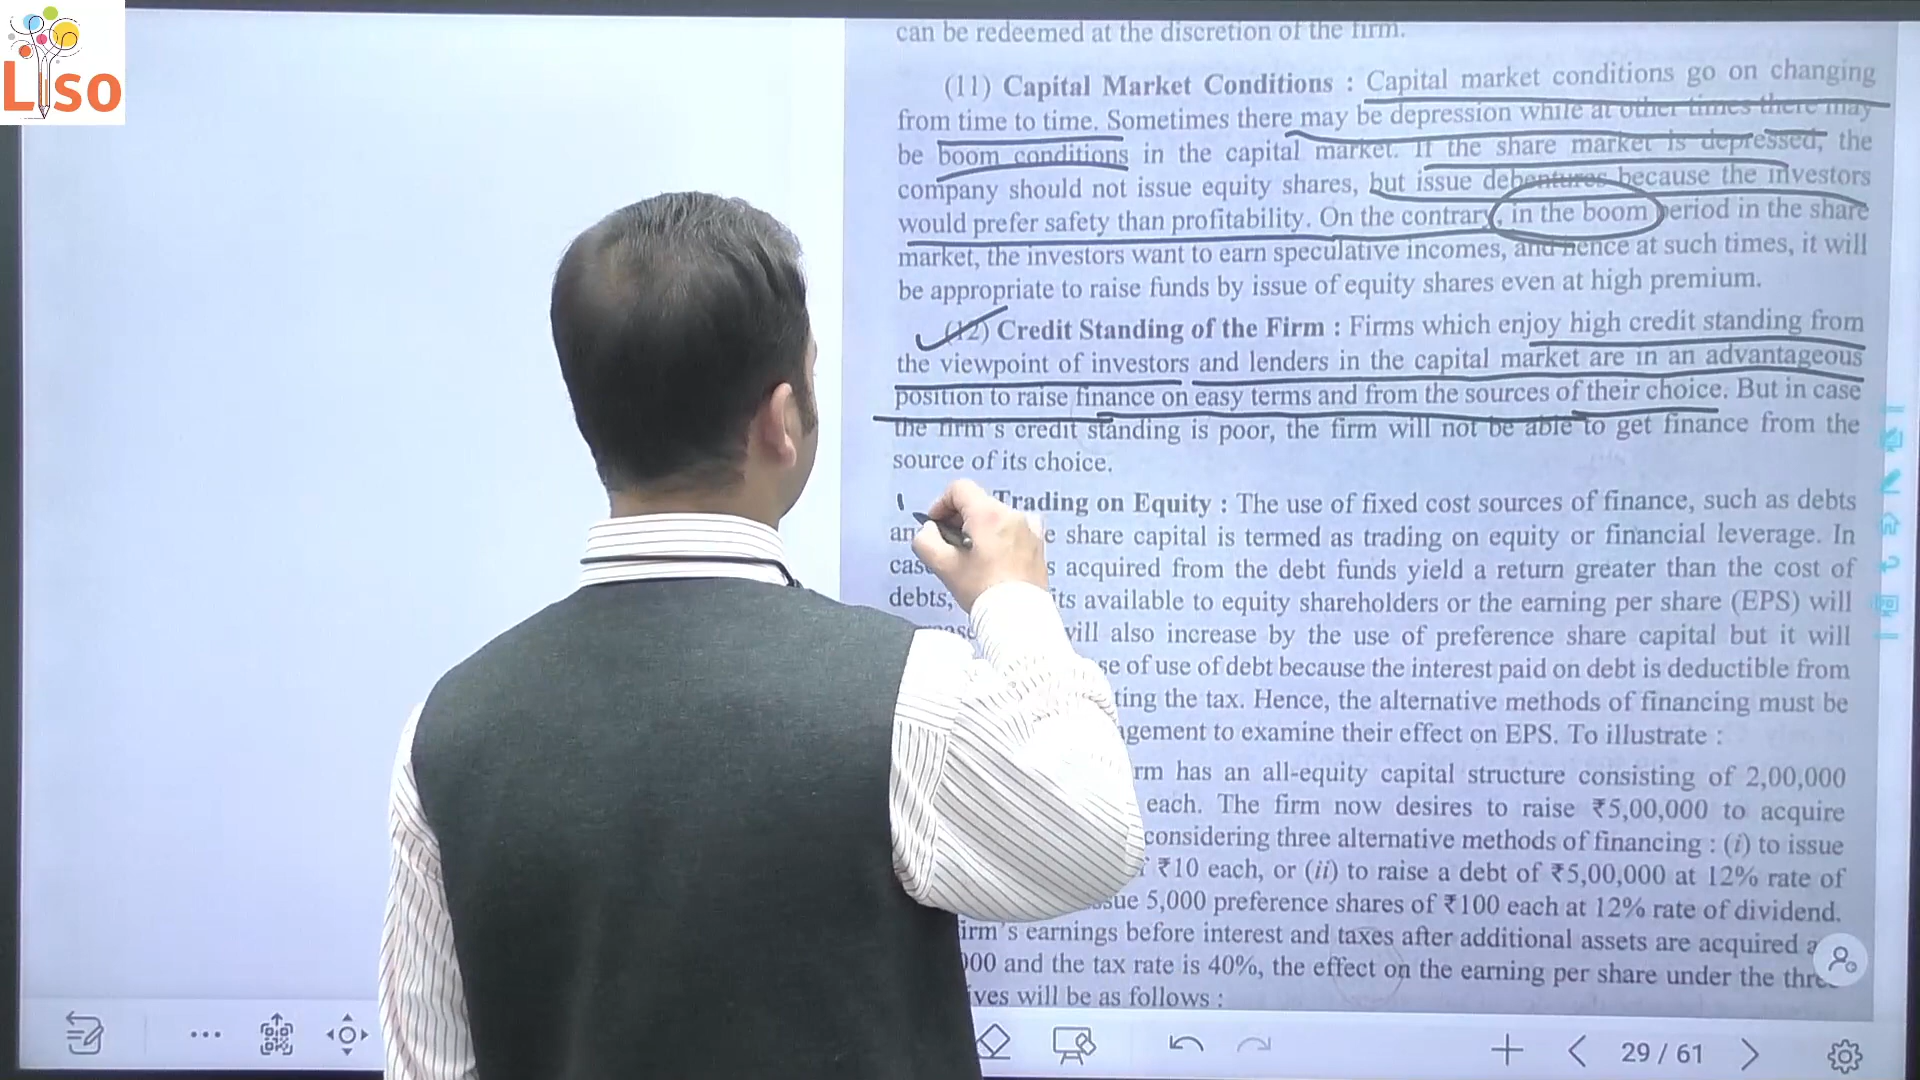 Liso
can be redeemed at the discretion of the firm.
(11) Capital Market Conditions : Capital market conditions go on changing
from time to time. Sometimes there may be depression while at other times there may
be boom conditions in the capital market. If the share market is depressed, the
company should not issue equity shares, but issue debentures because the investors
would prefer safety than profitability. On the contrary, in the boom period in the share
market, the investors want to earn speculative incomes, and hence at such times, it will
be appropriate to raise funds by issue of equity shares even at high premium.
(12) Credit Standing of the Firm : Firms which enjoy high credit standing from
the viewpoint of investors and lenders in the capital market are in an advantageous
position to raise finance on easy terms and from the sources of their choice. But in case
the firm's credit standing is poor, the firm will not be able to get finance from the
source of its choice.
Trading on Equity : The use of fixed cost sources of finance, such as debts
share capital is termed as trading on equity or financial leverage. In
acquired from the debt funds yield a return greater than the cost of
debts, available to equity shareholders or the earning per share (EPS) will
will also increase by the use of preference share capital but it will
of use of debt because the interest paid on debt is deductible from
the tax. Hence, the alternative methods of financing must be
to examine their effect on EPS. To illustrate :
has an all-equity capital structure consisting of 2,00,000
each. The firm now desires to raise ₹5,00,000 to acquire
considering three alternative methods of financing : (i) to issue
₹10 each, or (ii) to raise a debt of ₹5,00,000 at 12% rate of
5,000 preference shares of ₹100 each at 12% rate of dividend.
earnings before interest and taxes after additional assets are acquired
and the tax rate is 40%, the effect on the earning per share under the
will be as follows :
29 / 61